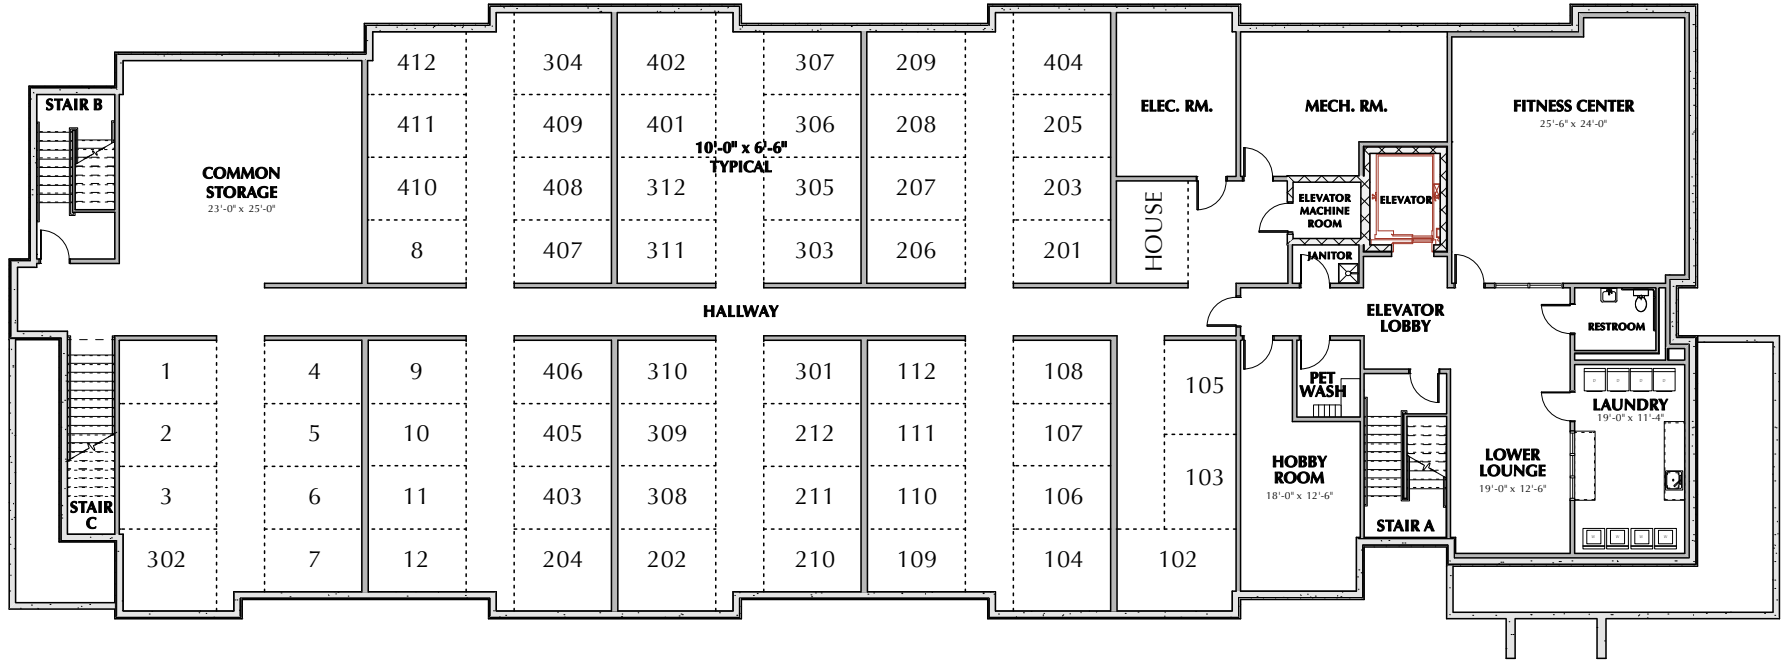 412 304 402 307 209 404
STAIR B ELEC. RM. MECH. RM. FITNESS CENTER
25'-6" x 24'-0"
411 409 401 306 208 205
10'-0" x 6'-6"
TYPICAL
COMMON
STORAGE
23'-0" x 25'-0"
410 408 312 305 207 203
ELEVATOR
MACHINE
ROOM
ELEVATOR
HOUSE
8 407 311 303 206 201
JANITOR
HALLWAY
ELEVATOR
LOBBY
RESTROOM
1 4 9 406 310 301 112 108 105
PET
WASH
LAUNDRY
19'-0" x 11'-4"
2 5 10 405 309 212 111 107
HOBBY
ROOM
18'-0" x 12'-6"
LOWER
LOUNGE
19'-0" x 12'-6"
103
3 6 11 403 308 211 110 106
STAIR
C
STAIR A
302 7 12 204 202 210 109 104 102